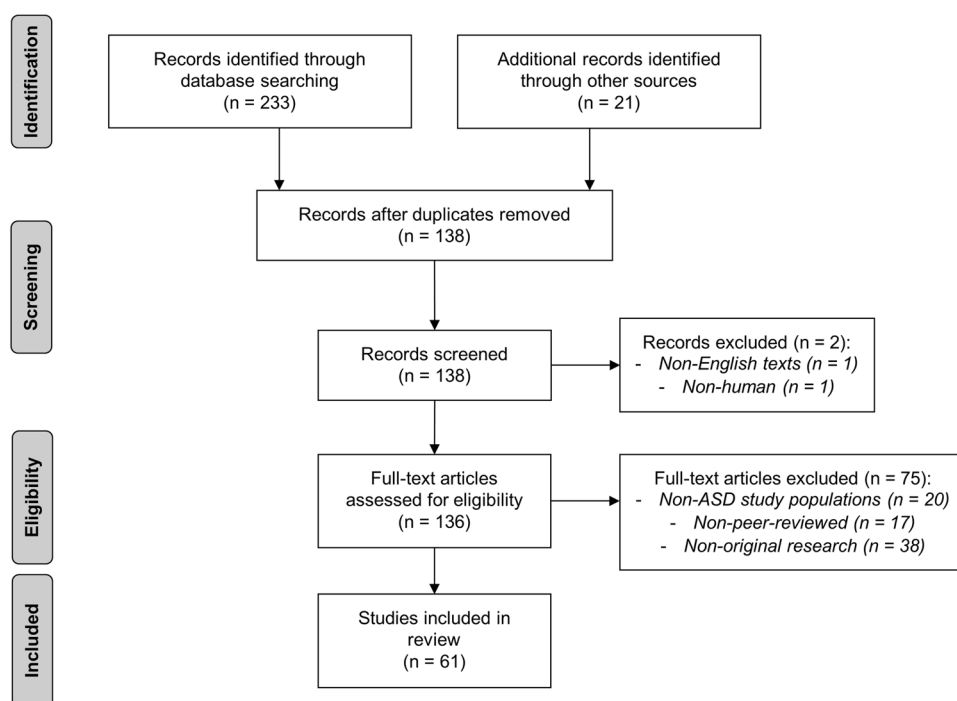 Identification
Records identified through
database searching
(n = 233)
Additional records identified
through other sources
(n = 21)
Records after duplicates removed
(n = 138)
Screening
Records screened
(n = 138)
Records excluded (n = 2):
- Non-English texts (n = 1)
- Non-human (n = 1)
Eligibility
Full-text articles
assessed for eligibility
(n = 136)
Full-text articles excluded (n = 75):
- Non-ASD study populations (n = 20)
- Non-peer-reviewed (n = 17)
- Non-original research (n = 38)
Included
Studies included in
review
(n = 61)